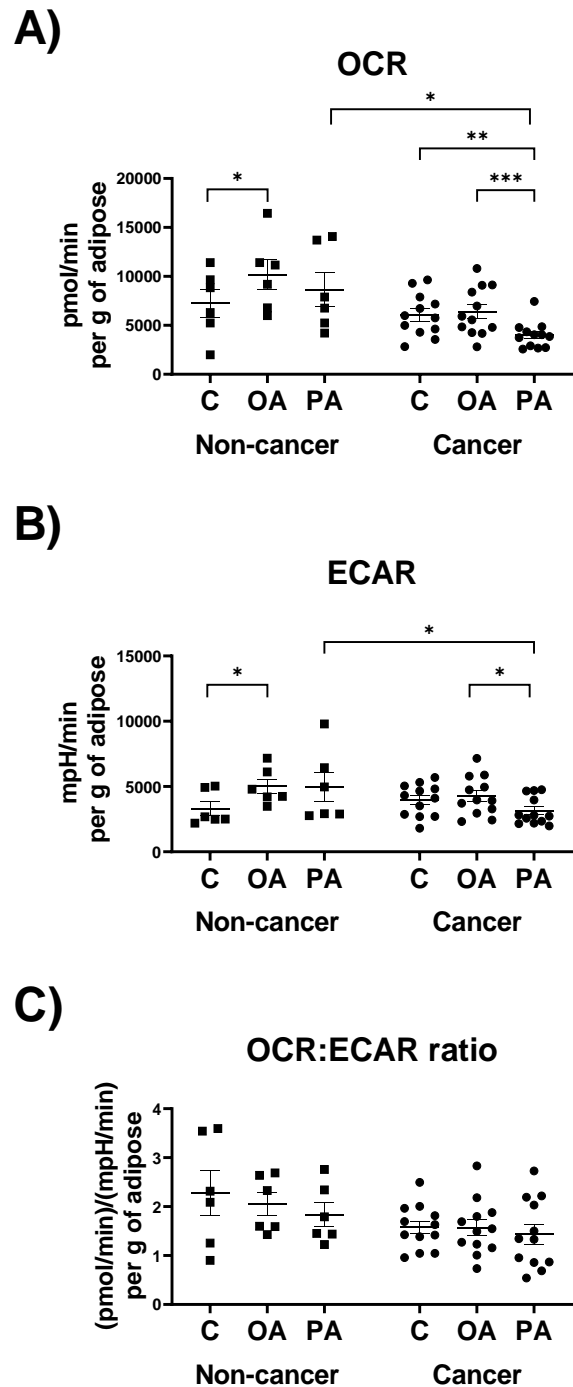 A)
OCR
*
**
*
***
20000
15000
10000
5000
0
pmol/min
per g of adipose
C OA PA C OA PA
Non-cancer Cancer
B)
ECAR
*
*
*
15000
10000
5000
0
mpH/min
per g of adipose
C OA PA C OA PA
Non-cancer Cancer
C)
OCR:ECAR ratio
4
3
2
1
0
(pmol/min)/(mpH/min)
per g of adipose
C OA PA C OA PA
Non-cancer Cancer